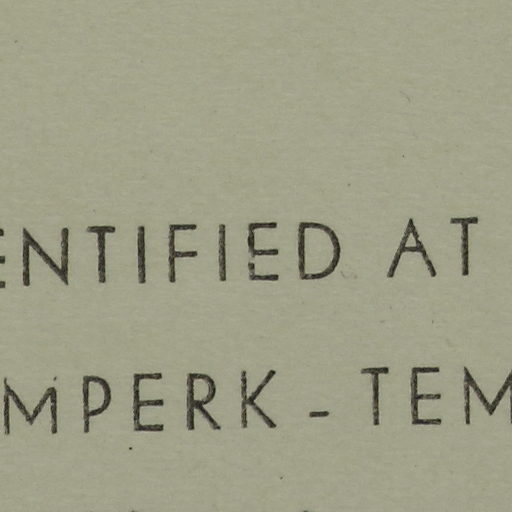 ENTIFIED AT
MPERK - TEM